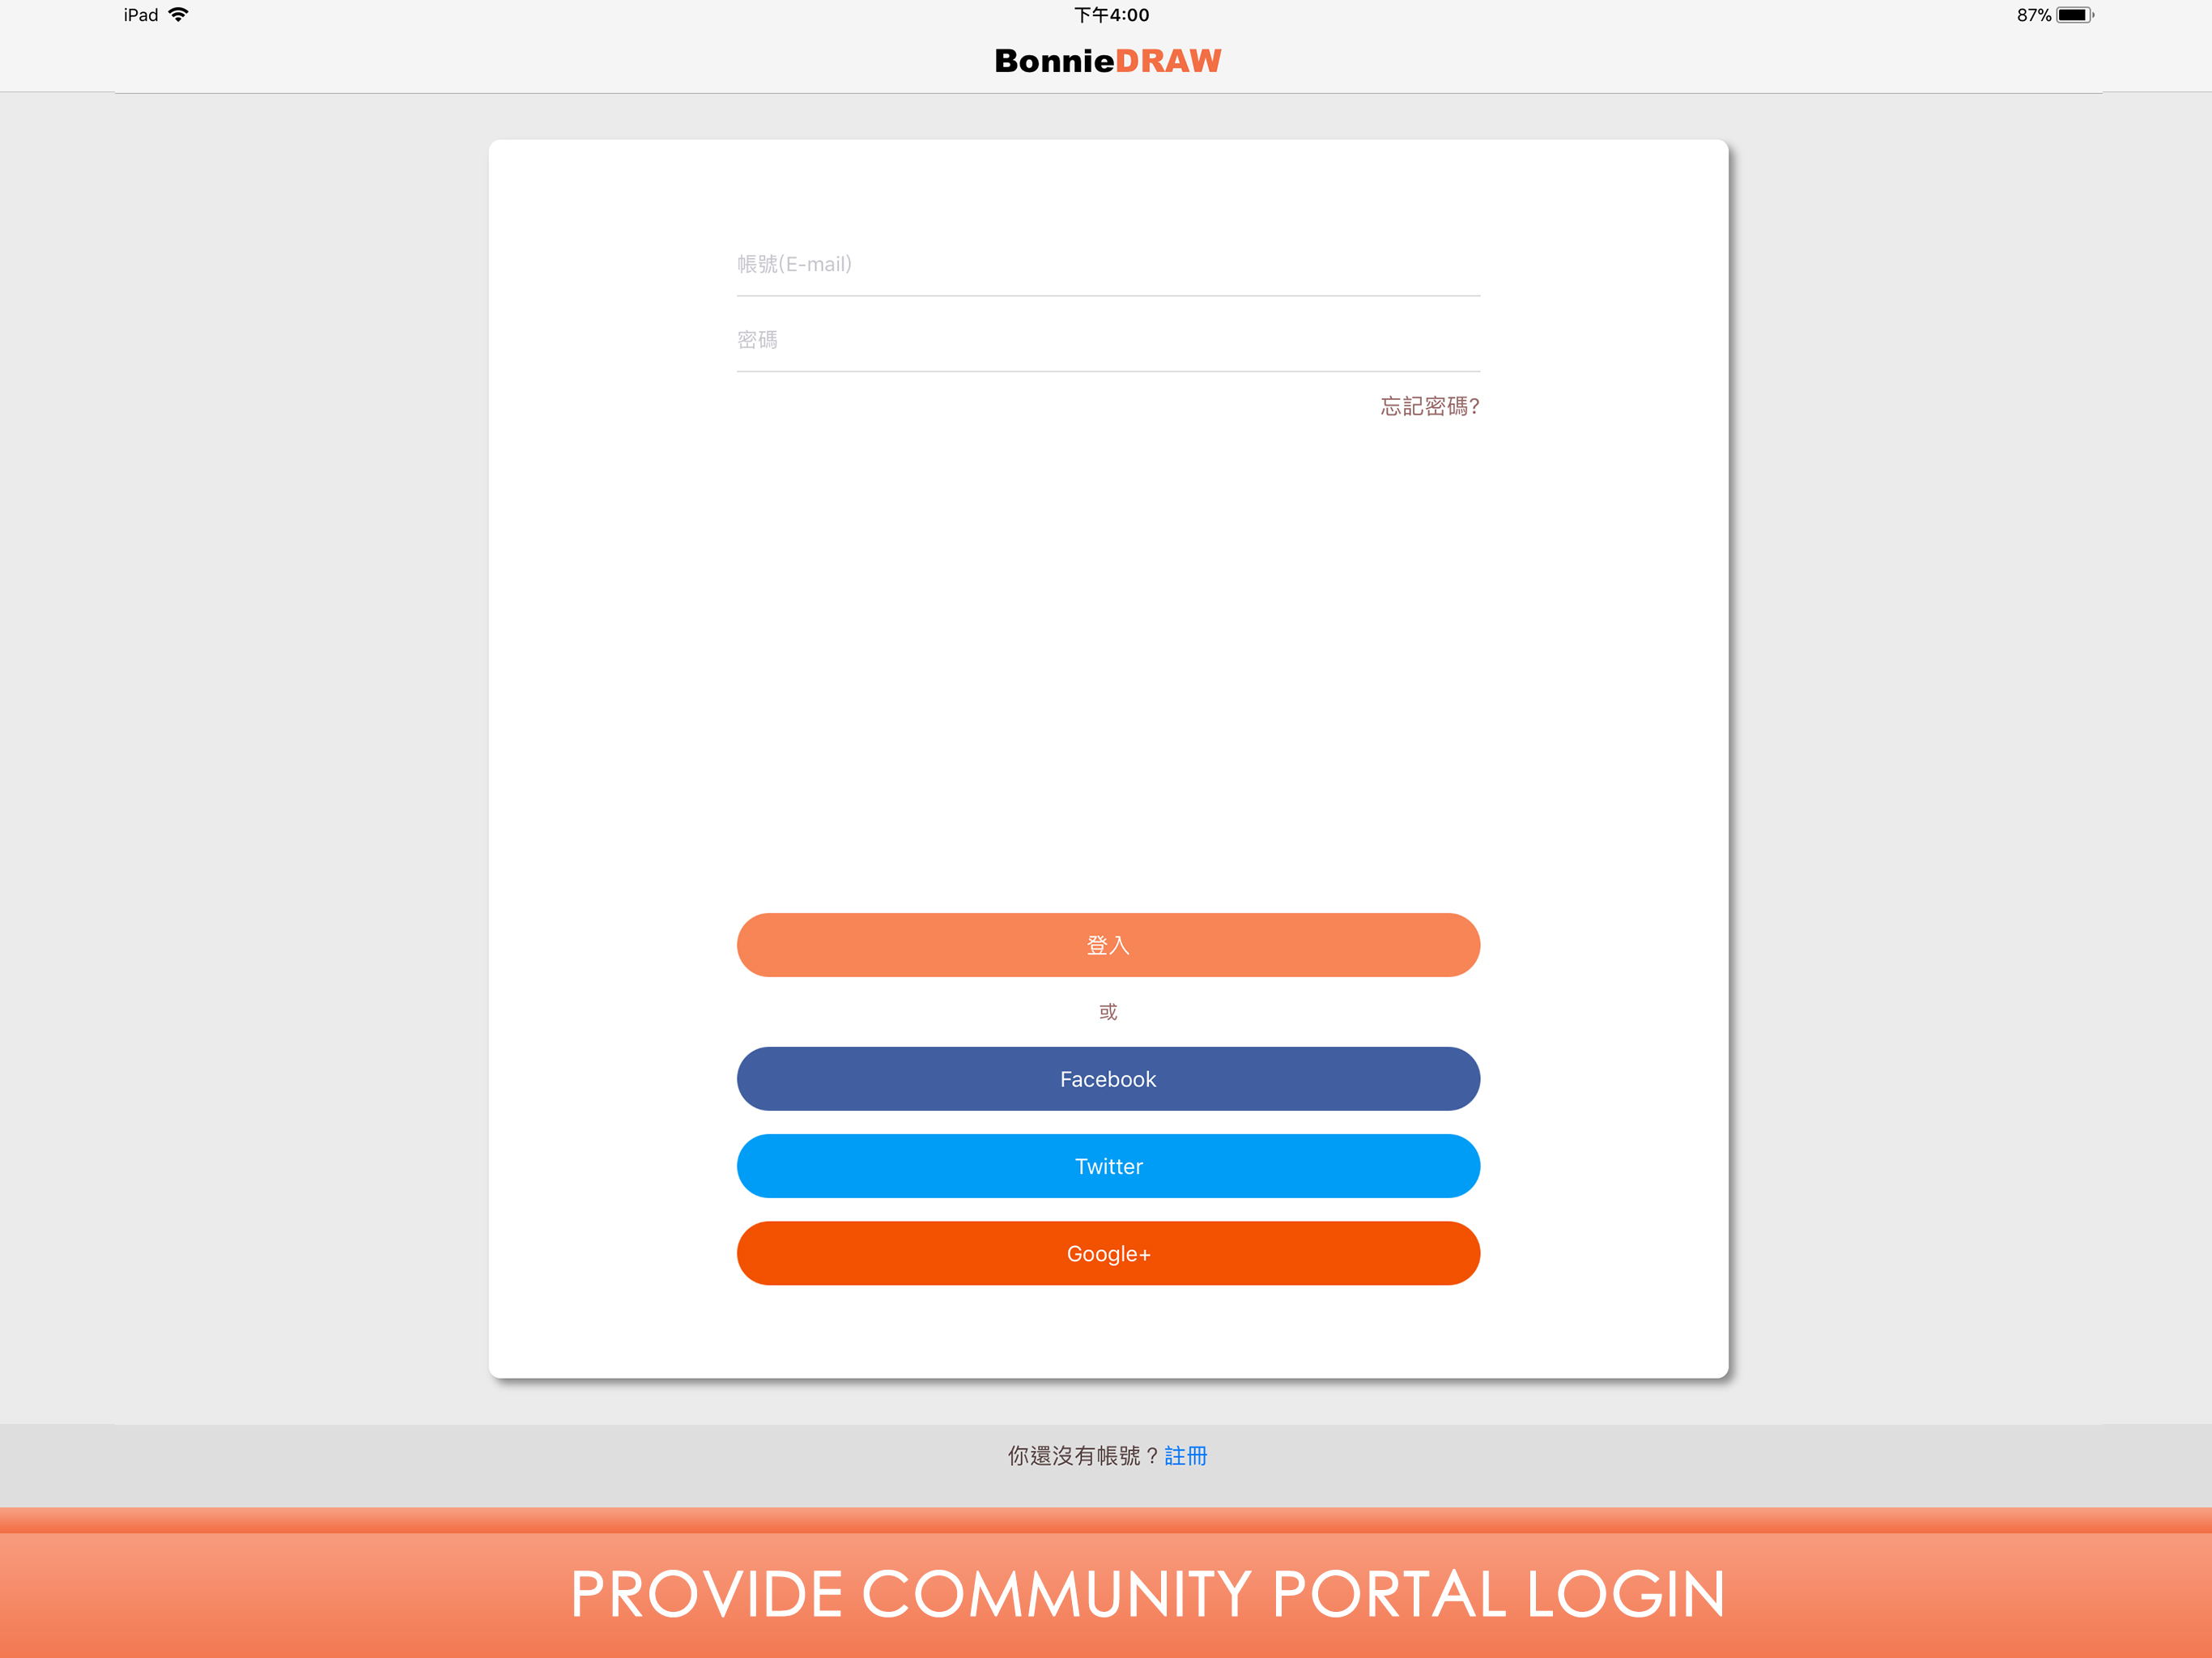 iPad 下午4:00 87%
BonnieDRAW
帳號(E-mail)
密碼
忘記密碼?
登入
或
Facebook
Twitter
Google+
你還沒有帳號？註冊
PROVIDE COMMUNITY PORTAL LOGIN